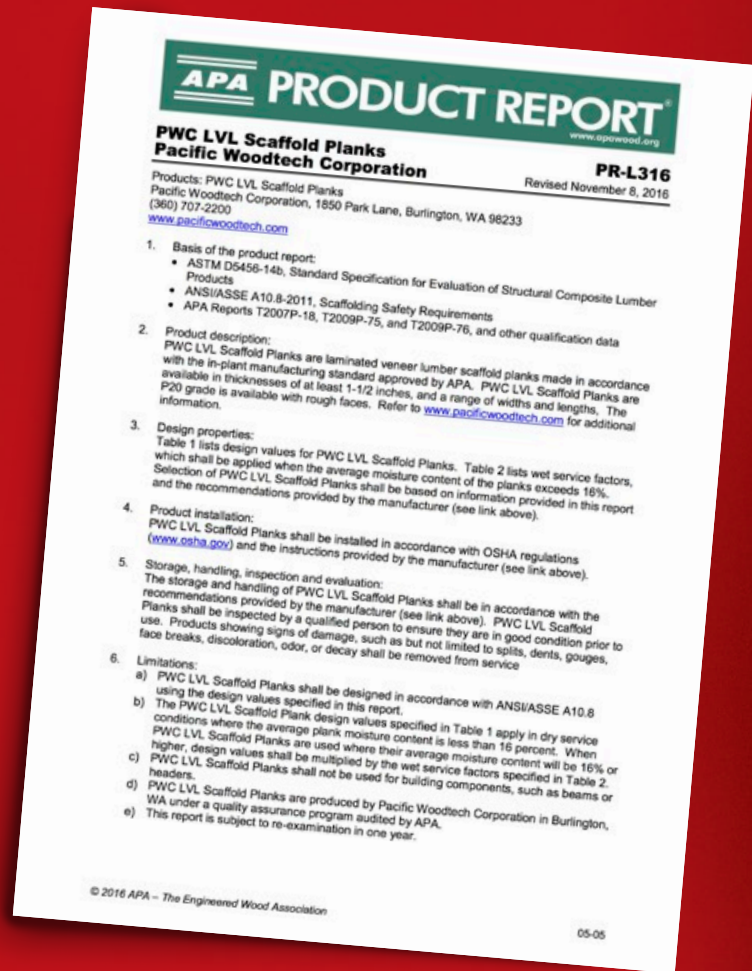 APA PRODUCT REPORT®
www.apawood.org
PWC LVL Scaffold Planks
Pacific Woodtech Corporation
PR-L316
Revised November 8, 2016
Products: PWC LVL Scaffold Planks
Pacific Woodtech Corporation, 1850 Park Lane, Burlington, WA 98233
(360) 707-2200
www.pacificwoodtech.com
1. Basis of the product report:
• ASTM D5456-14b, Standard Specification for Evaluation of Structural Composite Lumber
Products
• ANSI/ASSE A10.8-2011, Scaffolding Safety Requirements
• APA Reports T2007P-18, T2009P-75, and T2009P-76, and other qualification data
2. Product description:
PWC LVL Scaffold Planks are laminated veneer lumber scaffold planks made in accordance
with the in-plant manufacturing standard approved by APA. PWC LVL Scaffold Planks are
available in thicknesses of at least 1-1/2 inches, and a range of widths and lengths, The
P20 grade is available with rough faces. Refer to www.pacificwoodtech.com for additional
information.
3. Design properties:
Table 1 lists design values for PWC LVL Scaffold Planks. Table 2 lists wet service factors,
which shall be applied when the average moisture content of the planks exceeds 16%.
Selection of PWC LVL Scaffold Planks shall be based on information provided in this report
and the recommendations provided by the manufacturer (see link above).
4. Product installation:
PWC LVL Scaffold Planks shall be installed in accordance with OSHA regulations
(www.osha.gov) and the instructions provided by the manufacturer (see link above).
5. Storage, handling, inspection and evaluation:
The storage and handling of PWC LVL Scaffold Planks shall be in accordance with the
recommendations provided by the manufacturer (see link above). PWC LVL Scaffold
Planks shall be inspected by a qualified person to ensure they are in good condition prior to
use. Products showing signs of damage, such as but not limited to splits, dents, gouges,
face breaks, discoloration, odor, or decay shall be removed from service
6. Limitations:
a) PWC LVL Scaffold Planks shall be designed in accordance with ANSI/ASSE A10.8
using the design values specified in this report.
b) The PWC LVL Scaffold Plank design values specified in Table 1 apply in dry service
conditions where the average plank moisture content is less than 16 percent. When
PWC LVL Scaffold Planks are used where their average moisture content will be 16% or
higher, design values shall be multiplied by the wet service factors specified in Table 2.
c) PWC LVL Scaffold Planks shall not be used for building components, such as beams or
headers.
d) PWC LVL Scaffold Planks are produced by Pacific Woodtech Corporation in Burlington,
WA under a quality assurance program audited by APA.
e) This report is subject to re-examination in one year.
© 2016 APA – The Engineered Wood Association
05-05